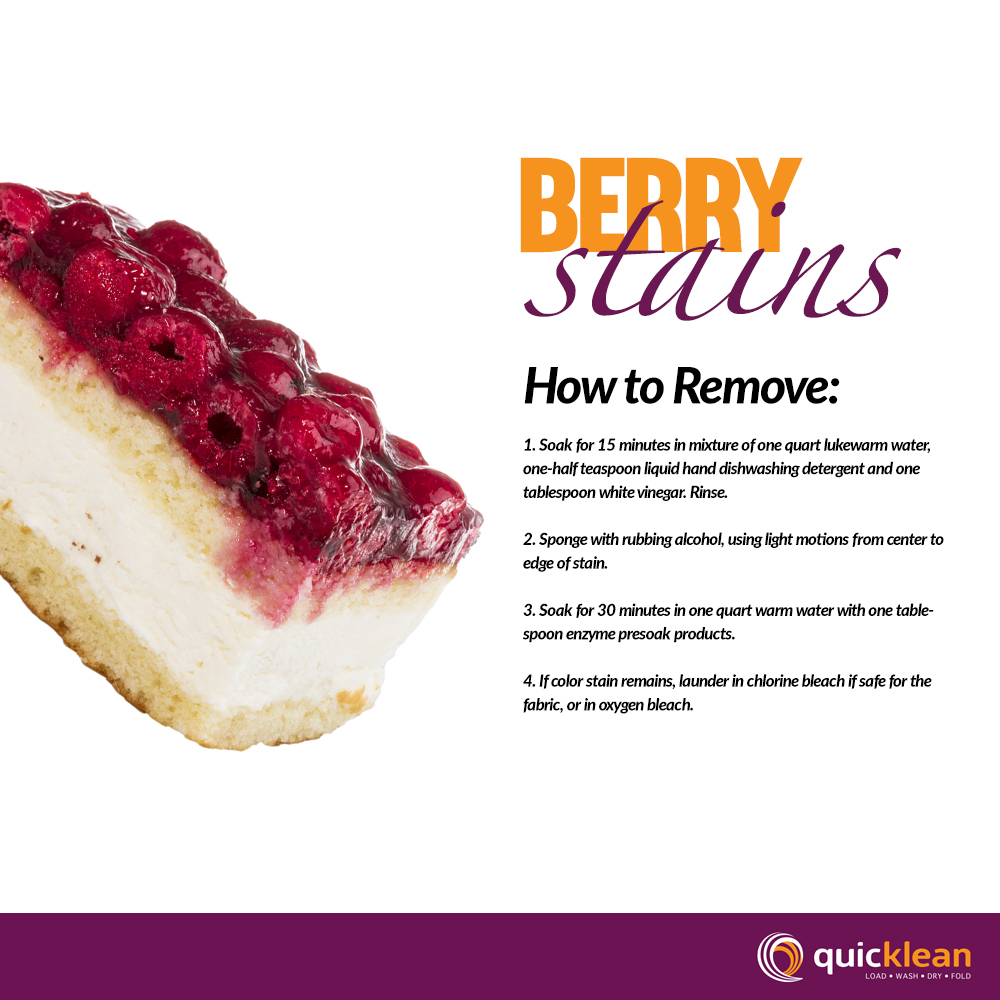 BERRY
stains
How to Remove:
1. Soak for 15 minutes in mixture of one quart lukewarm water,
one-half teaspoon liquid hand dishwashing detergent and one
tablespoon white vinegar. Rinse.
2. Sponge with rubbing alcohol, using light motions from center to
edge of stain.
3. Soak for 30 minutes in one quart warm water with one table-
spoon enzyme presoak products.
4. If color stain remains, launder in chlorine bleach if safe for the
fabric, or in oxygen bleach.
quicklean
LOAD • WASH • DRY • FOLD